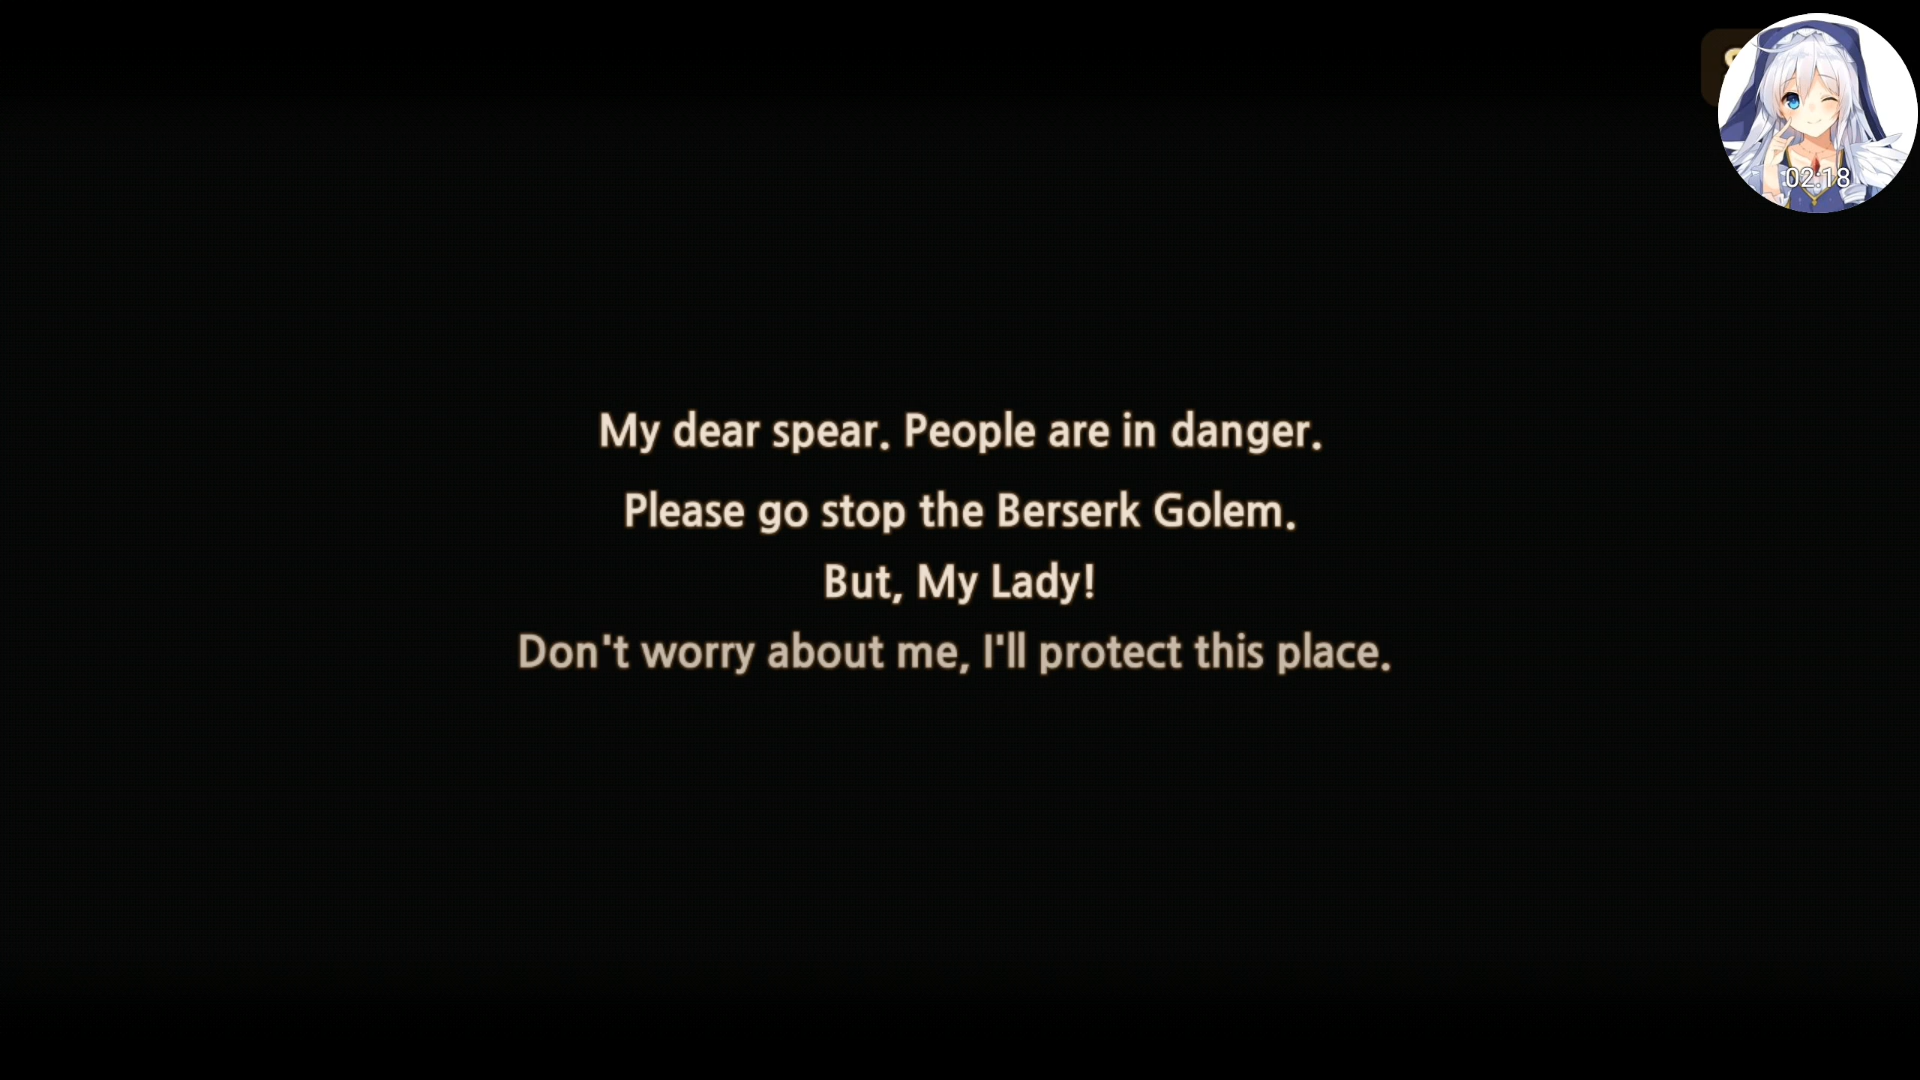 02:18
My dear spear. People are in danger.
Please go stop the Berserk Golem.
But, My Lady!
Don't worry about me, I'll protect this place.